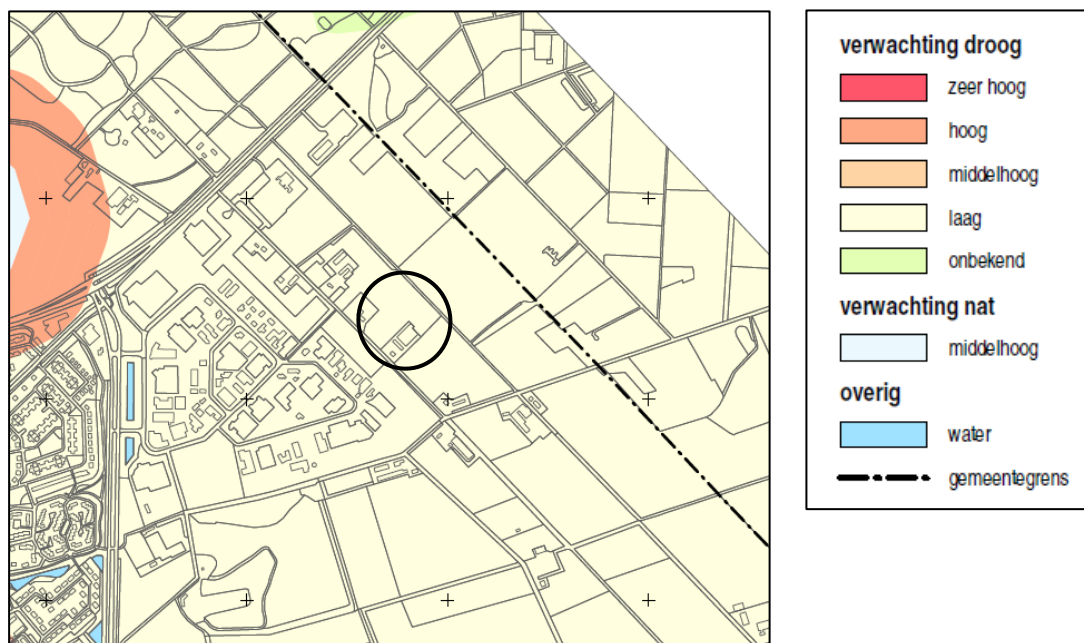 verwachting droog
zeer hoog
hoog
middelhoog
laag
onbekend
verwachting nat
middelhoog
overig
water
gemeentegrens